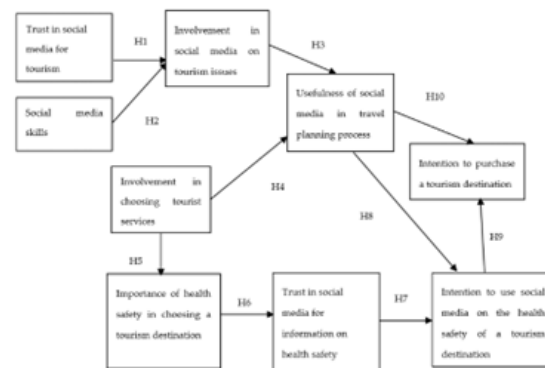 Trust in social
media for
tourism
H1
Involvement in
social media on
tourism issues
H3
Social media
skills
H2
Usefulness of social
media in travel
planning process
H10
Involvement in
choosing tourist
services
H4
Intention to purchase
a tourism destination
H8
H9
H5
Importance of health
safety in choosing a
tourism destination
H6
Trust in social
media for
information on
health safety
H7
Intention to use social
media on the health
safety of a tourism
destination